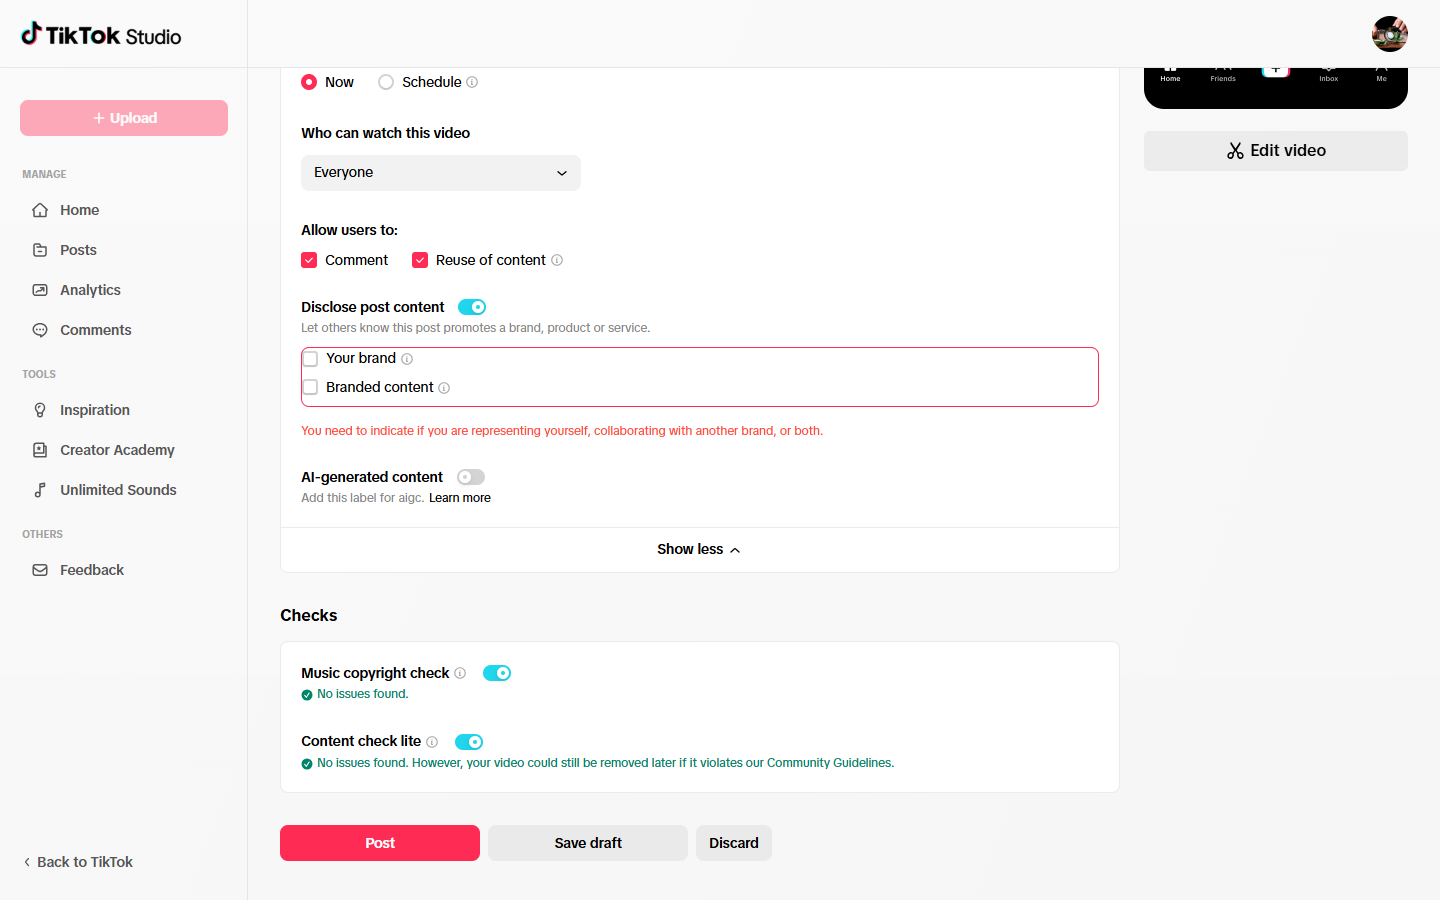 TikTok Studio
Home
Friends
Inbox
Me
Now
Schedule
Upload
Who can watch this video
Edit video
Everyone
MANAGE
Home
Posts
Analytics
Comments
Allow users to:
Comment
Reuse of content
Disclose post content
Let others know this post promotes a brand, product or service.
Your brand
Branded content
You need to indicate if you are representing yourself, collaborating with another brand, or both.
TOOLS
Inspiration
Creator Academy
Unlimited Sounds
AI-generated content
Add this label for aigc. Learn more
OTHERS
Feedback
Show less
Checks
Music copyright check
No issues found.
Content check lite
No issues found. However, your video could still be removed later if it violates our Community Guidelines.
Post
Save draft
Discard
Back to TikTok